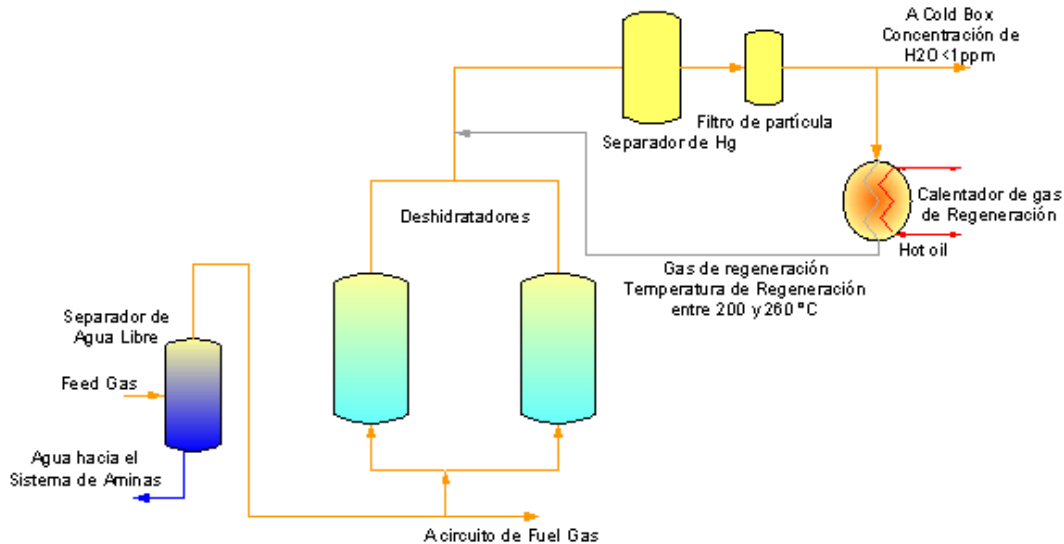 A Cold Box
Concentración de
H2O <1ppm
Filtro de partícula
Separador de Hg
Calentador de gas
de Regeneración
Hot oil
Deshidratadores
Gas de regeneración
Temperatura de Regeneración
entre 200 y 260 ºC
Separador de
Agua Libre
Feed Gas
Agua hacia el
Sistema de Aminas
A circuito de Fuel Gas